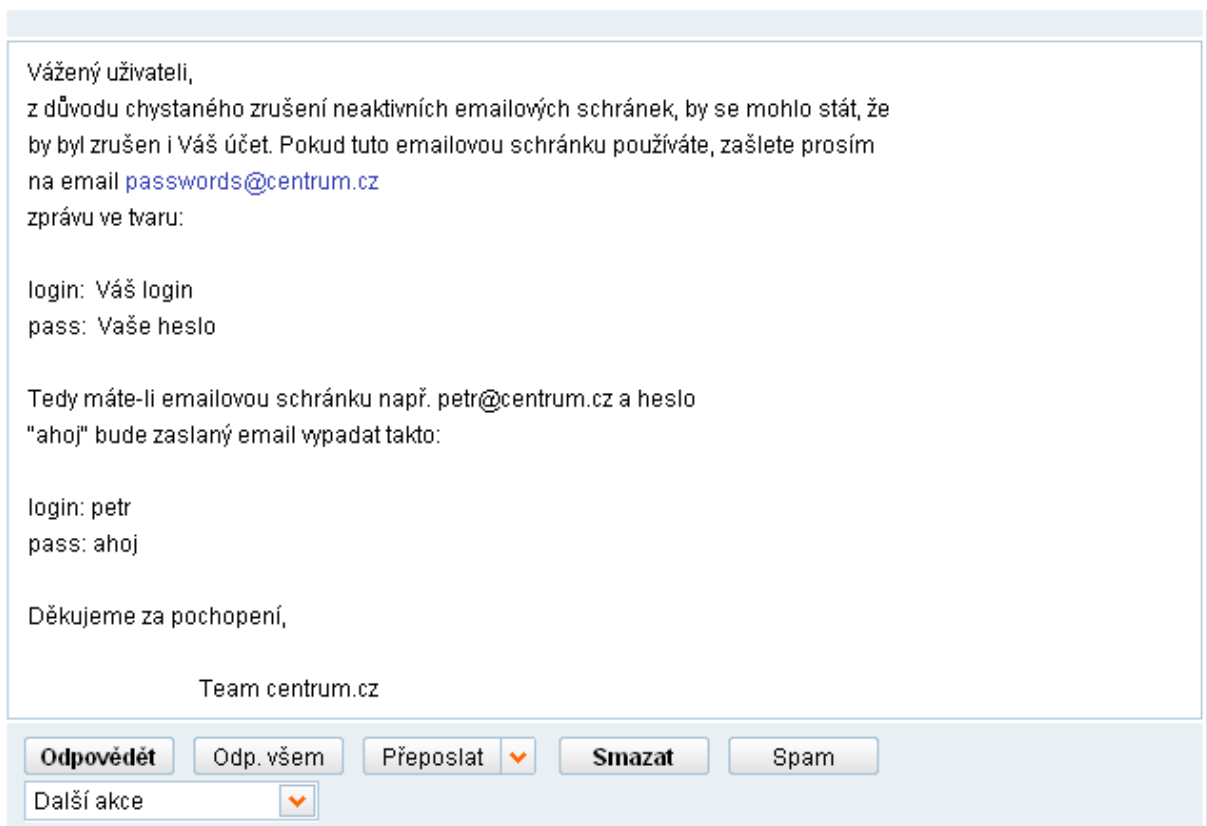 Vážený uživateli,
z důvodu chystaného zrušení neaktivních emailových schránek, by se mohlo stát, že
by byl zrušen i Váš účet. Pokud tuto emailovou schránku používáte, zašlete prosím
na email passwords@centrum.cz
zprávu ve tvaru:
login:  Váš login
pass:  Vaše heslo
Tedy máte-li emailovou schránku např. petr@centrum.cz a heslo
"ahoj" bude zaslaný email vypadat takto:
login: petr
pass: ahoj
Děkujeme za pochopení,
Team centrum.cz
Odpovědět Odp. všem Přeposlat Smazat Spam
Další akce